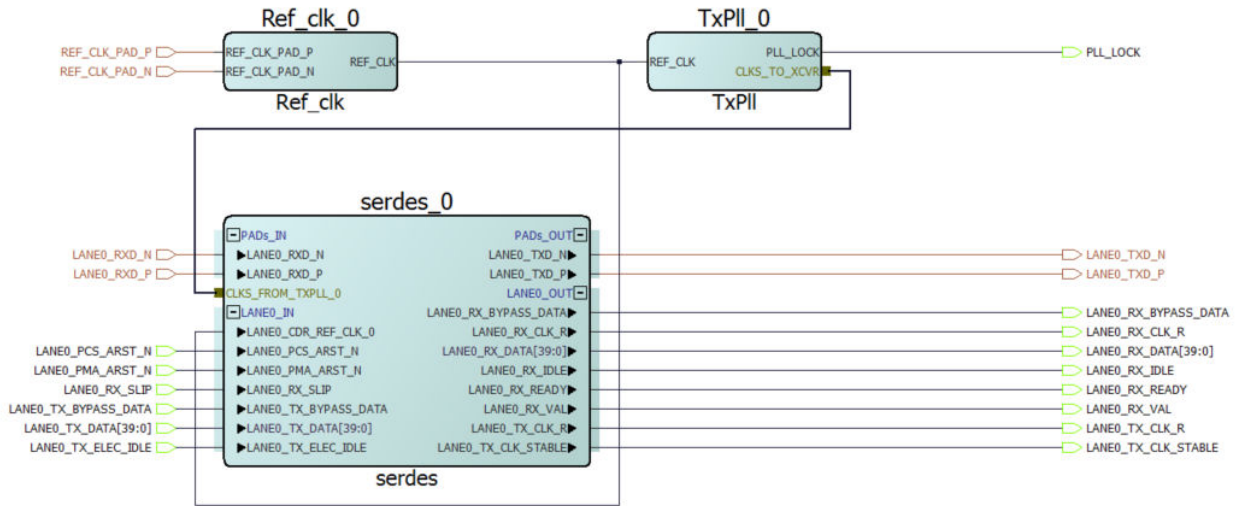 Ref_clk_0
TxPll_0
REF_CLK_PAD_P
REF_CLK_PAD_P
REF_CLK_PAD_N
REF_CLK_PAD_N
REF_CLK
REF_CLK
PLL_LOCK
PLL_LOCK
CLKS_TO_XCVR
Ref_clk
TxPll
serdes_0
PADs_IN
PADs_OUT
LANE0_RXD_N
LANE0_RXD_N
LANE0_TXD_N
LANE0_TXD_N
LANE0_RXD_P
LANE0_RXD_P
LANE0_TXD_P
LANE0_TXD_P
CLKS_FROM_TXPLL_0
LANE0_OUT
LANE0_IN
LANE0_RX_BYPASS_DATA
LANE0_RX_BYPASS_DATA
LANE0_CDR_REF_CLK_0
LANE0_RX_CLK_R
LANE0_RX_CLK_R
LANE0_PCS_ARST_N
LANE0_PCS_ARST_N
LANE0_RX_DATA[39:0]
LANE0_RX_DATA[39:0]
LANE0_PMA_ARST_N
LANE0_PMA_ARST_N
LANE0_RX_IDLE
LANE0_RX_IDLE
LANE0_RX_SLIP
LANE0_RX_SLIP
LANE0_RX_READY
LANE0_RX_READY
LANE0_TX_BYPASS_DATA
LANE0_TX_BYPASS_DATA
LANE0_RX_VAL
LANE0_RX_VAL
LANE0_TX_DATA[39:0]
LANE0_TX_DATA[39:0]
LANE0_TX_CLK_R
LANE0_TX_CLK_R
LANE0_TX_ELEC_IDLE
LANE0_TX_ELEC_IDLE
LANE0_TX_CLK_STABLE
LANE0_TX_CLK_STABLE
serdes